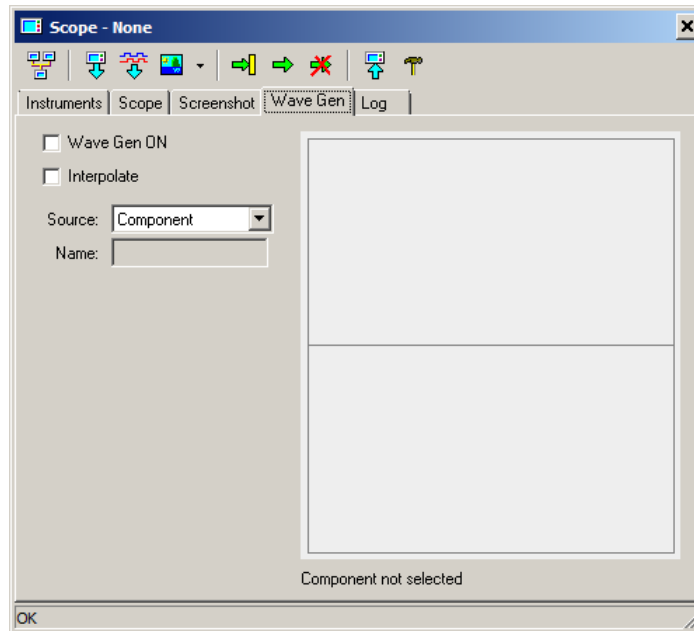 Scope - None
Instruments Scope Screenshot Wave Gen Log
Wave Gen ON
Interpolate
Source: Component
Name:
Component not selected
OK